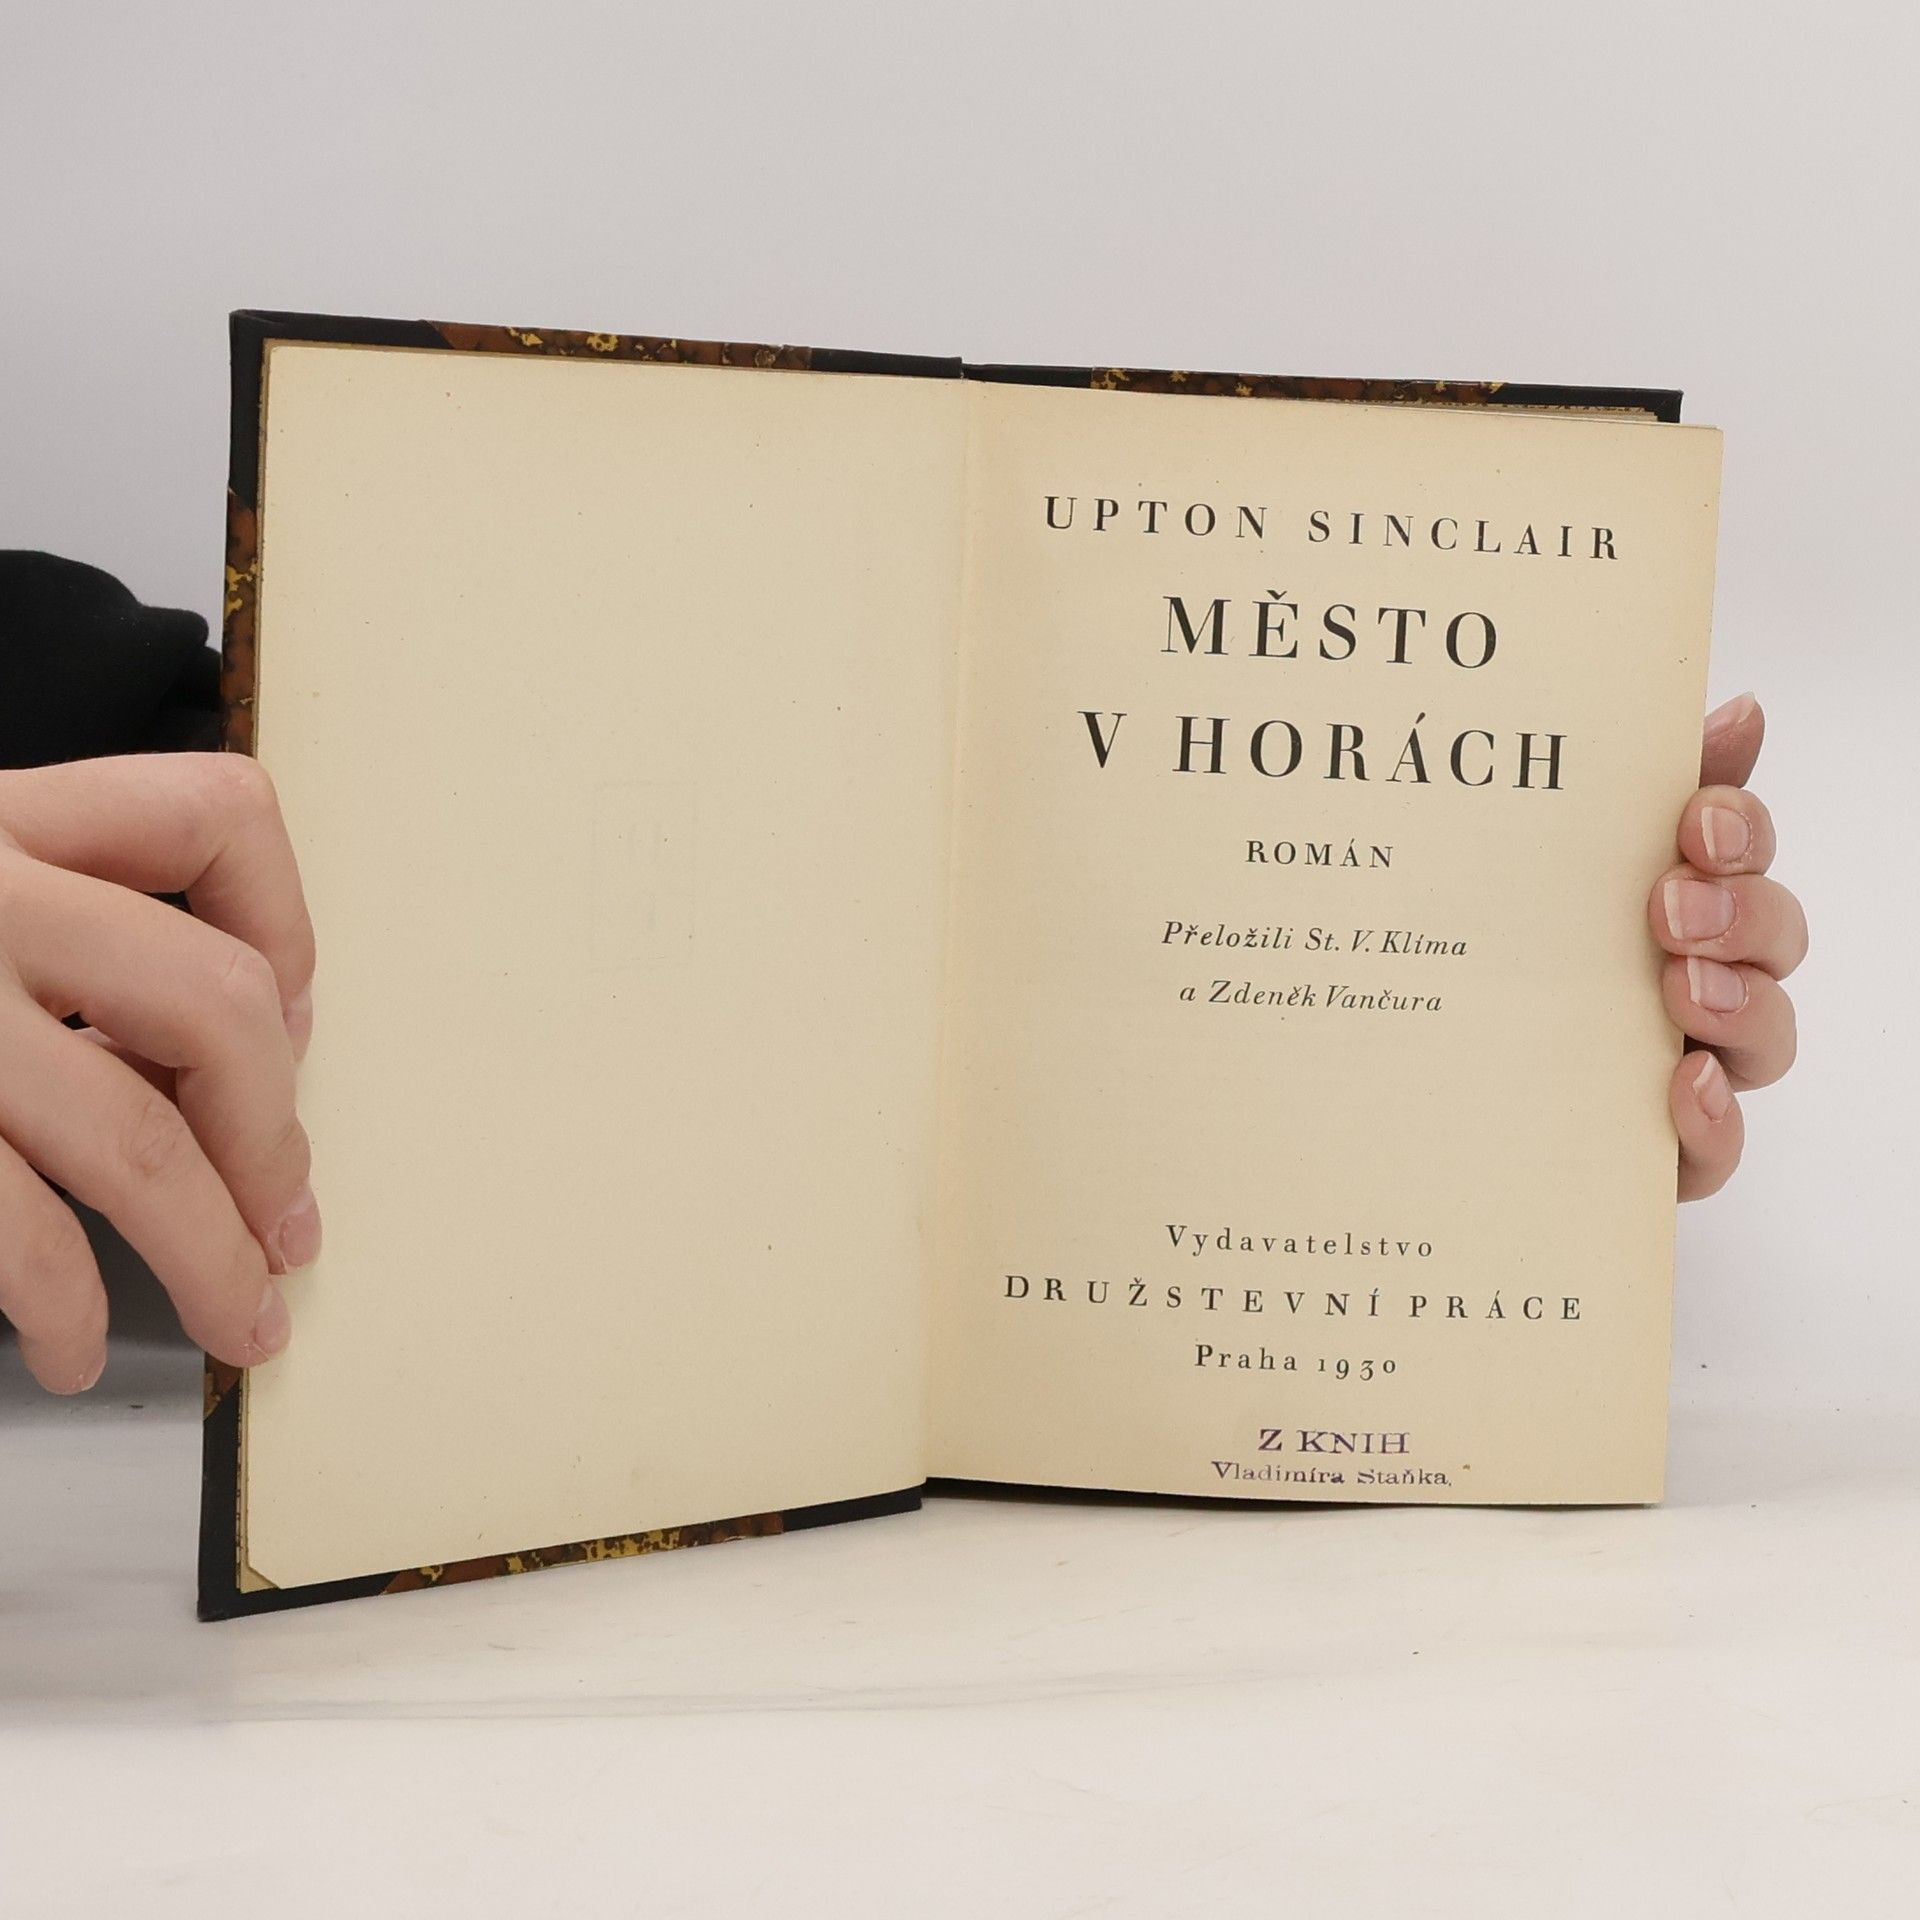 UPTON SINCLAIR
MĚSTO
V HORÁCH
ROMÁN
Přeložili St. V. Klíma
a Zdeněk Vančura
Vydavatelstvo
DRUŽSTEVNÍ PRÁCE
Praha 1930
Z KNIH
Vladimíra Staňka.